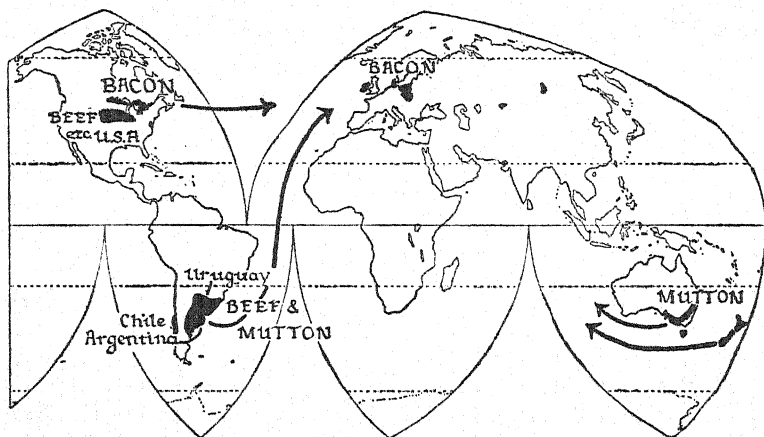 BACON
BEEF
etc. U.S.A
BACON
Uruguay
BEEF &
MUTTON
Chile
Argentina
MUTTON